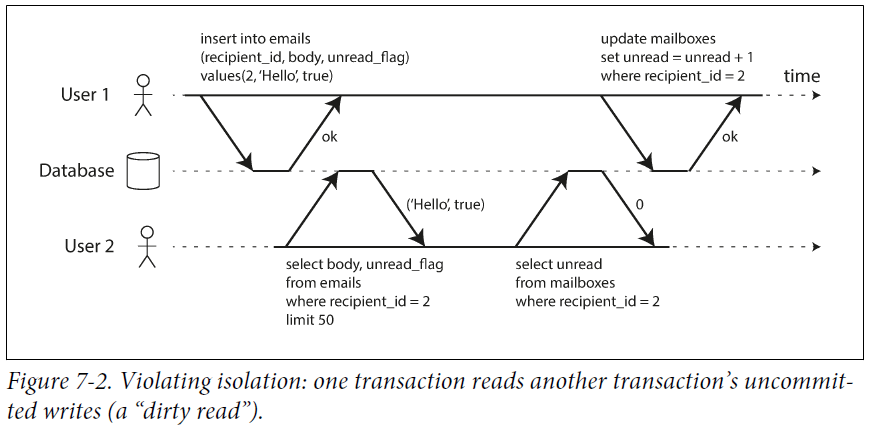 insert into emails
(recipient_id, body, unread_flag)
values(2, ‘Hello’, true)
update mailboxes
set unread = unread + 1
where recipient_id = 2
time
User 1
ok
ok
Database
(‘Hello’, true)
0
User 2
select body, unread_flag
from emails
where recipient_id = 2
limit 50
select unread
from mailboxes
where recipient_id = 2
Figure 7-2. Violating isolation: one transaction reads another transaction’s uncommit-
ted writes (a “dirty read”).